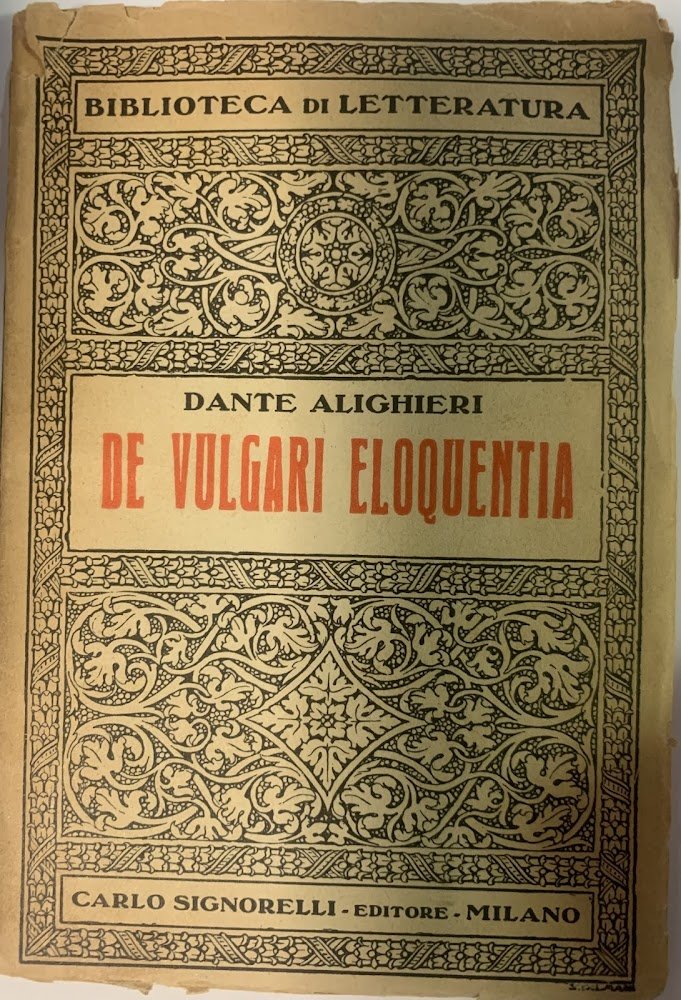 BIBLIOTECA DI LETTERATURA
DANTE ALIGHIERI
DE VULGARI ELOQUENTIA
CARLO SIGNORELLI - EDITORE - MILANO